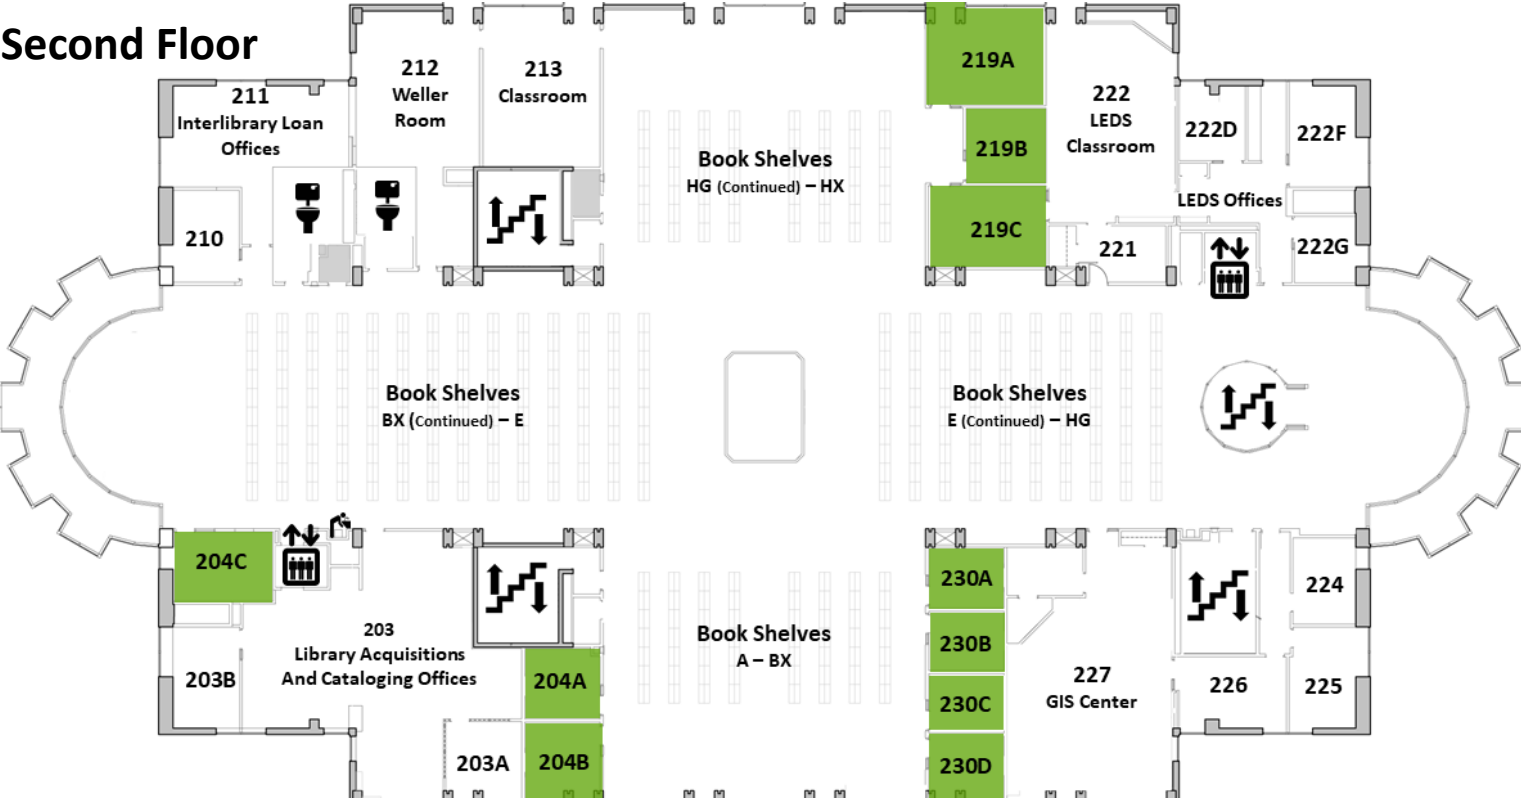 Second Floor
211
Interlibrary Loan
Offices
212
Weller
Room
213
Classroom
210
Book Shelves
HG (Continued) – HX
219A
219B
219C
222
LEDS
Classroom
222D
222F
LEDS Offices
221
222G
Book Shelves
BX (Continued) – E
Book Shelves
E (Continued) – HG
204C
203
Library Acquisitions
And Cataloging Offices
203B
204A
203A
204B
Book Shelves
A – BX
230A
230B
230C
230D
227
GIS Center
224
226
225